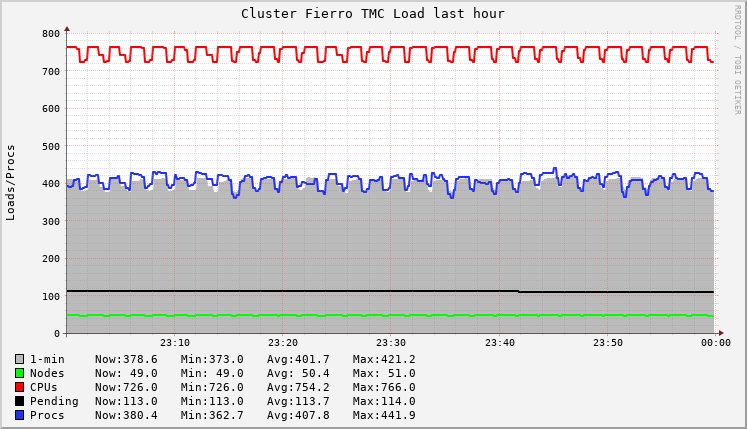 Cluster Fierro TMC Load last hour
RRDTOOL / TOBI OETIKER
Loads/Procs
800
700
600
500
400
300
200
100
0
23:10 23:20 23:30 23:40 23:50 00:00
1-min Now:378.6 Min:373.0 Avg:401.7 Max:421.2
Nodes Now: 49.0 Min: 49.0 Avg: 50.4 Max: 51.0
CPUs Now:726.0 Min:726.0 Avg:754.2 Max:766.0
Pending Now:113.0 Min:113.0 Avg:113.7 Max:114.0
Procs Now:380.4 Min:362.7 Avg:407.8 Max:441.9